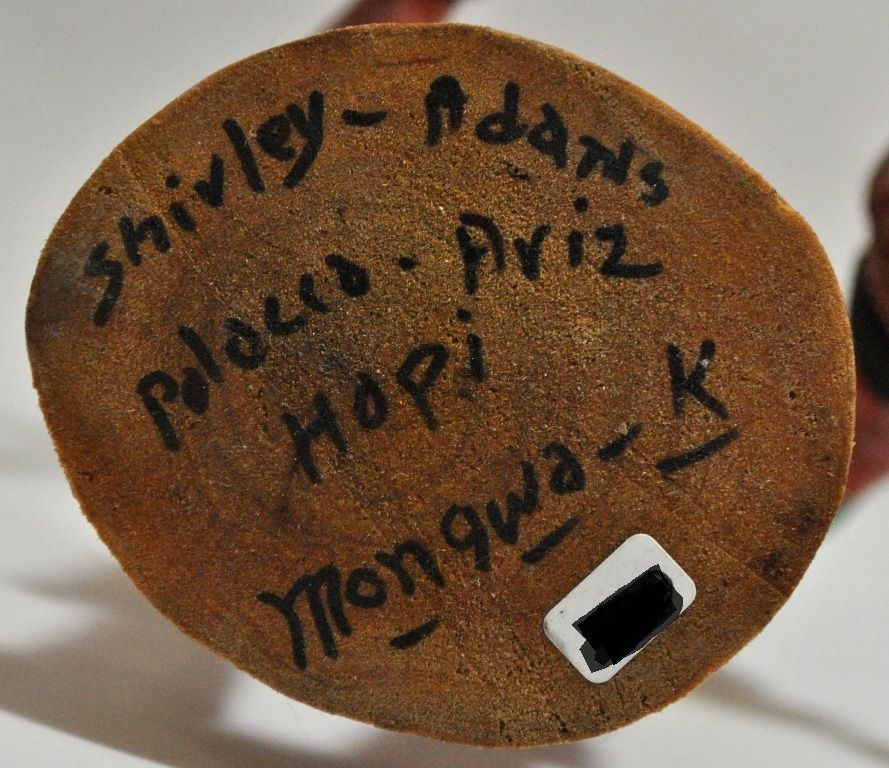 Shirley - Adams
Polacca - Ariz
Hopi
Mongwa - K